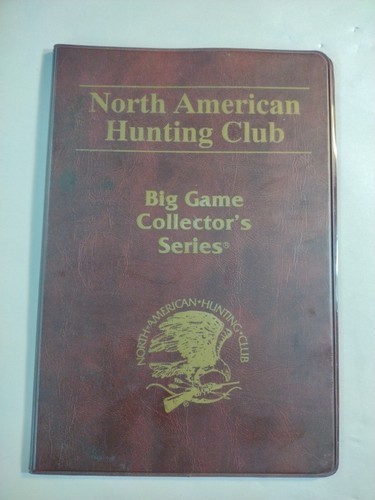 North American
Hunting Club
Big Game
Collector's
Series®
NORTH•AMERICAN•HUNTING•CLUB